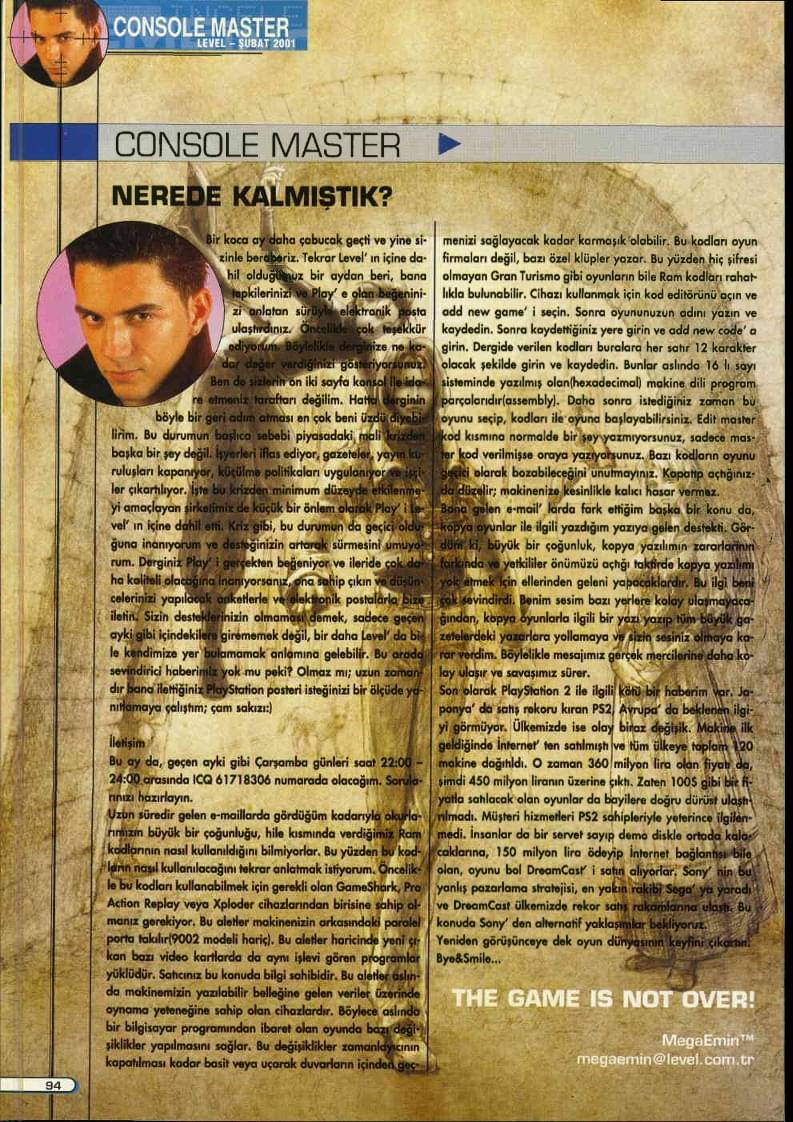 İNCELE
CONSOLE MASTER
LEVEL – ŞUBAT 2001
CONSOLE MASTER
NEREDE KALMIŞTIK?
Bir koca ay daha çabucak geçti ve yine si-
zinle beraberiz. Tekrar Level' ın içine da-
hil olduğumuz bir aydan beri, bana
tepkilerinizi ve Play' e olan beğenini-
zi anlatan sürüyle elektronik posta
ulaştırdınız. Öncelikle çok teşekkür
ediyorum. Böylelikle derginize ne ka-
dar değer verdiğinizi gösteriyorsunuz.
Ben de sizlerin on iki sayfa konsol ile ida-
re etmeniz taraftarı değilim. Hatta derginin
böyle bir geri adım atması en çok beni üzdü diyebi-
lirim. Bu durumun başlıca sebebi piyasadaki mali krizden
başka bir şey değil. İşyerleri iflas ediyor, gazeteler, yayın ku-
ruluşları kapanıyor, küçülme politikaları uygulanıyor ve işçi-
ler çıkartılıyor. İşte bu krizden minimum düzeyde etkilenme-
yi amaçlayan şirketimiz de küçük bir önlem olarak Play' i Le-
vel' ın içine dahil etti. Kriz gibi, bu durumun da geçici oldu-
ğuna inanıyorum ve desteğinizin artarak sürmesini umuyo-
rum. Derginiz Play' i gerçekten beğeniyor ve ileride çok da-
ha kaliteli olacağına inanıyorsanız, ona sahip çıkın ve düşün-
celerinizi yapılacak anketlerle ve elektronik postalarla bize
iletin. Sizin desteklerinizin olmaması demek, sadece geçen
ayki gibi içindekilere girememek değil, bir daha Level' da bi-
le kendimize yer bulamamak anlamına gelebilir. Bu arada
sevindirici haberimiz yok mu peki? Olmaz mı; uzun zaman-
dır bana ilettiğiniz PlayStation posteri isteğinizi bir ölçüde ya-
nıtlamaya çalıştım; çam sakızı:)
İletişim
Bu ay da, geçen ayki gibi Çarşamba günleri saat 22:00 –
24:00 arasında ICQ 61718306 numarada olacağım. Sorula-
rınızı hazırlayın.
Uzun süredir gelen e-maillarda gördüğüm kadarıyla okurla-
rımızın büyük bir çoğunluğu, hile kısmında verdiğimiz Ram
kodlarının nasıl kullanıldığını bilmiyorlar. Bu yüzden bu kod-
ların nasıl kullanılacağını tekrar anlatmak istiyorum. Öncelik-
le bu kodları kullanabilmek için gerekli olan GameShark, Pro
Action Replay veya Xploder cihazlarından birisine sahip ol-
manız gerekiyor. Bu aletler makinenizin arkasındaki paralel
porta takılır(9002 modeli hariç). Bu aletler haricinde yeni çı-
kan bazı video kartlarda da aynı işlevi gören programlar
yüklüdür. Satıcınız bu konuda bilgi sahibidir. Bu aletler aslın-
da makinemizin yazılabilir belleğine gelen veriler üzerinde
oynama yeteneğine sahip olan cihazlardır. Böylece aslında
bir bilgisayar programından ibaret olan oyunda bazı deği-
şiklikler yapılmasını sağlar. Bu değişiklikler zamanlayıcının
kapatılması kadar basit veya uçarak duvarların içinden geç-
menizi sağlayacak kadar karmaşık olabilir. Bu kodları oyun
firmaları değil, bazı özel klüpler yazar. Bu yüzden hiç şifresi
olmayan Gran Turismo gibi oyunların bile Ram kodları rahat-
lıkla bulunabilir. Cihazı kullanmak için kod editörünü açın ve
add new game' i seçin. Sonra oyununuzun adını yazın ve
kaydedin. Sonra kaydettiğiniz yere girin ve add new code' a
girin. Dergide verilen kodları buralara her satır 12 karakter
olacak şekilde girin ve kaydedin. Bunlar aslında 16 lı sayı
sisteminde yazılmış olan(hexadecimal) makine dili program
parçalarıdır(assembly). Daha sonra istediğiniz zaman bu
oyunu seçip, kodları ile oyuna başlayabilirsiniz. Edit master
kod kısmına normalde bir şey yazmıyorsunuz, sadece mas-
ter kod verilmişse oraya yazıyorsunuz. Bazı kodların oyunu
geçici olarak bozabileceğini unutmayınız. Kapatıp açtığınız-
da düzelir; makinenize kesinlikle kalıcı hasar vermez.
Bana gelen e-mail' larda fark ettiğim başka bir konu da,
kopya oyunlar ile ilgili yazdığım yazıya gelen destekti. Gör-
düm ki, büyük bir çoğunluk, kopya yazılımın zararlarının
farkında ve yetkililer önümüzü açtığı taktirde kopya yazılımı
yok etmek için ellerinden geleni yapacaklardır. Bu ilgi beni
çok sevindirdi. Benim sesim bazı yerlere kolay ulaşmayaca-
ğından, kopya oyunlarla ilgili bir yazı yazıp tüm büyük ga-
zetelerdeki yazarlara yollamaya ve sizin sesiniz olmaya ka-
rar verdim. Böylelikle mesajımız gerçek mercilerine daha ko-
lay ulaşır ve savaşımız sürer.
Son olarak PlayStation 2 ile ilgili kötü bir haberim var. Ja-
ponya' da satış rekoru kıran PS2, Avrupa' da beklenen ilgi-
yi görmüyor. Ülkemizde ise olay biraz değişik. Makine ilk
geldiğinde İnternet' ten satılmıştı ve tüm ülkeye toplam 120
makine dağıtıldı. O zaman 360 milyon lira olan fiyatı da,
şimdi 450 milyon liranın üzerine çıktı. Zaten 100$ gibi bir fi-
yatla satılacak olan oyunlar da bayilere doğru dürüst ulaştı-
rılmadı. Müşteri hizmetleri PS2 sahipleriyle yeterince ilgilen-
medi. İnsanlar da bir servet sayıp demo diskle ortada kala-
caklarına, 150 milyon lira ödeyip İnternet bağlantısı bile
olan, oyunu bol DreamCast' i satın alıyorlar. Sony' nin bu
yanlış pazarlama stratejisi, en yakın rakibi Sega' ya yaradı
ve DreamCast ülkemizde rekor satış rakamlarına ulaştı. Bu
konuda Sony' den alternatif yaklaşımlar bekliyoruz.
Yeniden görüşünceye dek oyun dünyasının keyfini çıkartın.
Bye&Smile...
THE GAME IS NOT OVER!
MegaEmin™
megaemin@level.com.tr
94